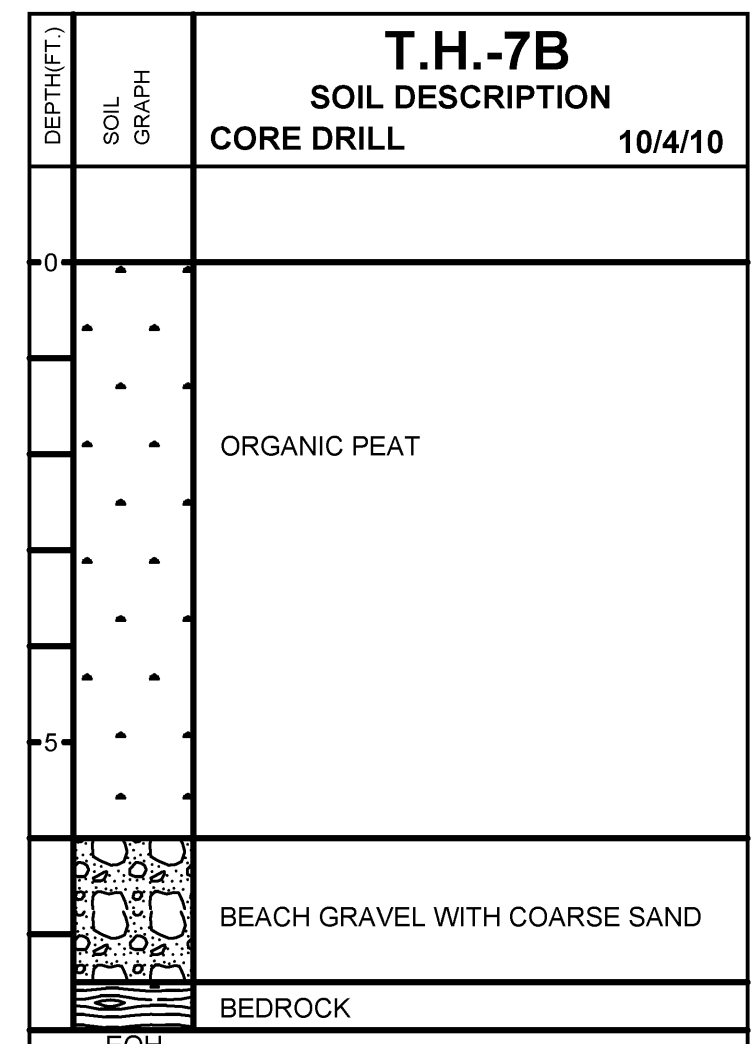 DEPTH(FT.)
SOIL
GRAPH
T.H.-7B
SOIL DESCRIPTION
CORE DRILL 10/4/10
0
ORGANIC PEAT
5
BEACH GRAVEL WITH COARSE SAND
BEDROCK